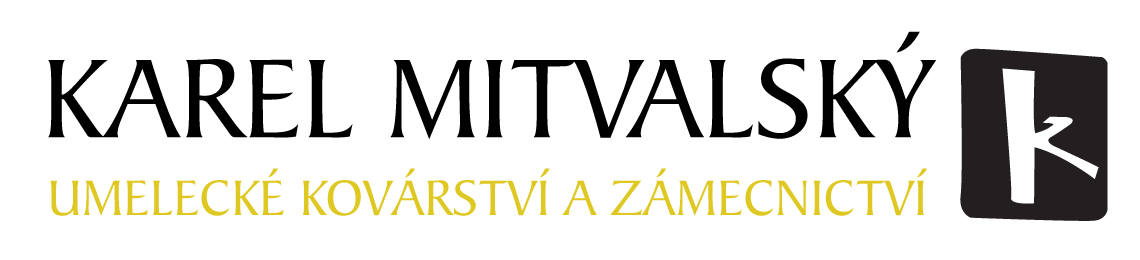 KAREL MITVALSKÝ
UMELECKÉ KOVÁRSTVÍ A ZÁMECNICTVÍ
k